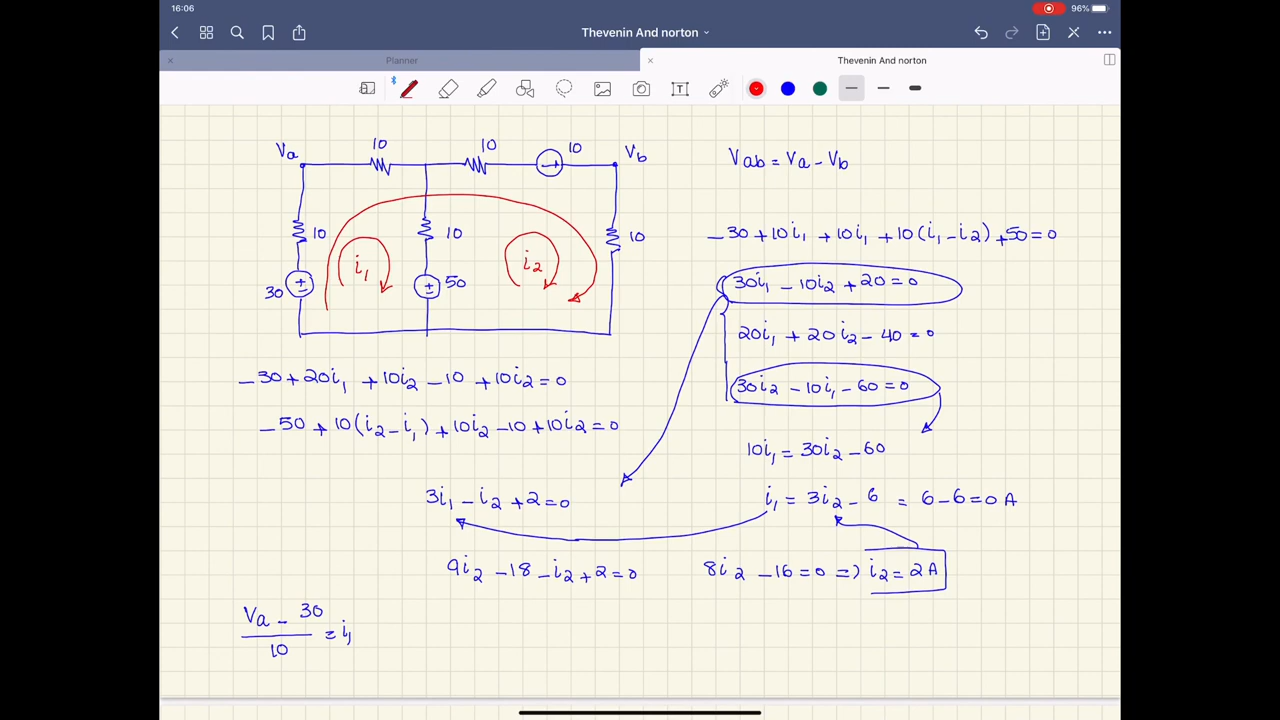 16:06
96%
Thevenin And norton
Planner
Thevenin And norton
T
Va
10
10
10
Vb
10
10
10
i1
i2
30
50
Vab = Va - Vb
-30 + 10i1 + 10i1 + 10(i1 - i2) + 50 = 0
30i1 - 10i2 + 20 = 0
20i1 + 20i2 - 40 = 0
30i2 - 10i1 - 60 = 0
-30 + 20i1 + 10i2 - 10 + 10i2 = 0
-50 + 10(i2 - i1) + 10i2 - 10 + 10i2 = 0
10i1 = 30i2 - 60
3i1 - i2 + 2 = 0
i1 = 3i2 - 6 = 6 - 6 = 0 A
9i2 - 18 - i2 + 2 = 0
8i2 - 16 = 0 => i2 = 2A
Va - 30
= i1
10